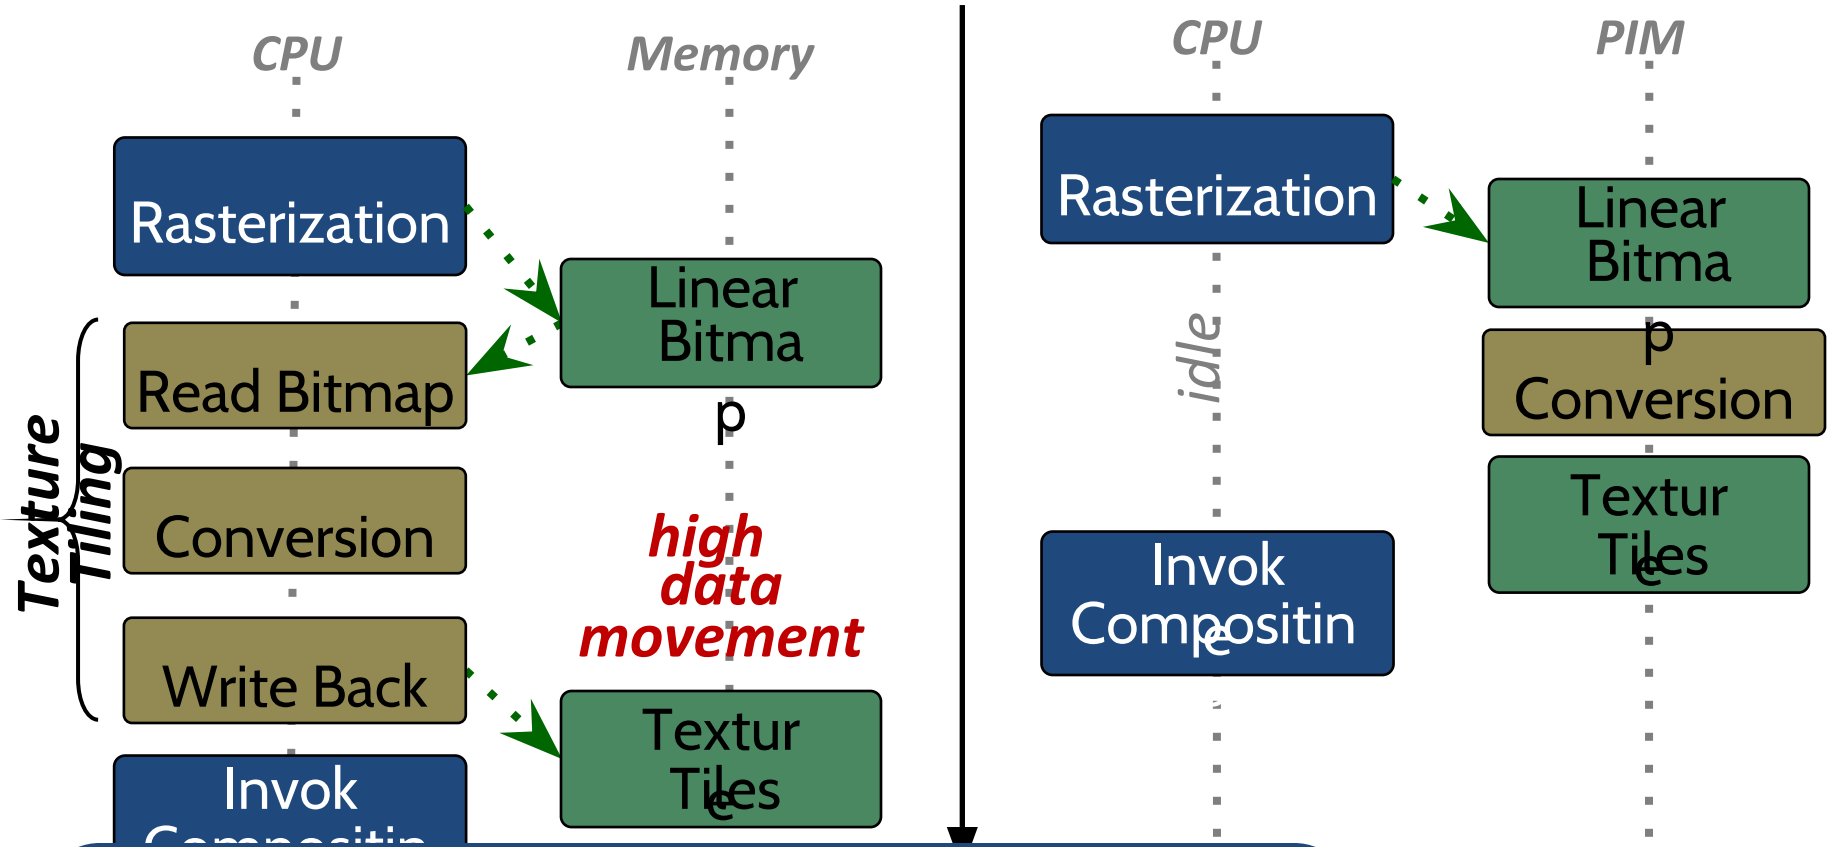 CPU
Memory
Rasterization
Linear
Bitma
p
Read Bitmap
Texture
Tiling
Conversion
high
data
movement
Write Back
Textur
e
Tiles
Invok
Compositin
CPU
PIM
Rasterization
Linear
Bitma
p
idle
Conversion
Textur
e
Tiles
Invok
e
Compositin